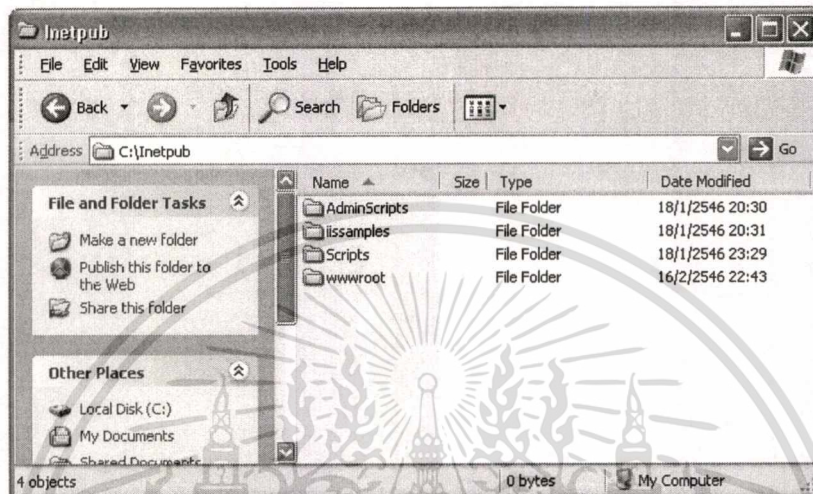 Inetpub
File Edit View Favorites Tools Help
Back Search Folders
Address C:\Inetpub Go
File and Folder Tasks
Make a new folder
Publish this folder to
the Web
Share this folder
Other Places
Local Disk (C:)
My Documents
Shared Documents
Name Size Type Date Modified
AdminScripts File Folder 18/1/2546 20:30
iissamples File Folder 18/1/2546 20:31
Scripts File Folder 18/1/2546 23:29
wwwroot File Folder 16/2/2546 22:43
4 objects 0 bytes My Computer